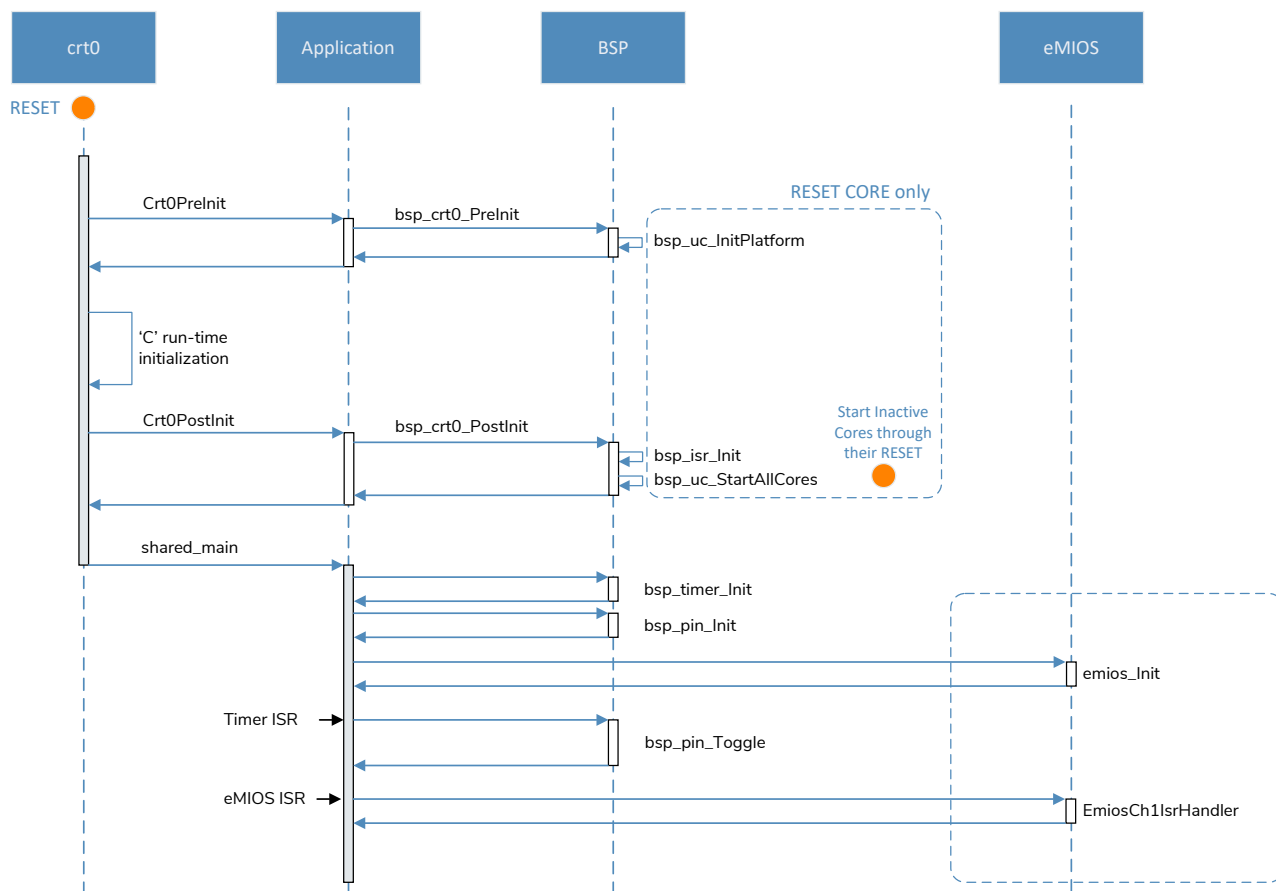 crt0
Application
BSP
eMIOS
RESET
RESET CORE only
Crt0PreInit
bsp_crt0_PreInit
bsp_uc_InitPlatform
‘C’ run-time
initialization
Start Inactive
Cores through
their RESET
Crt0PostInit
bsp_crt0_PostInit
bsp_isr_Init
bsp_uc_StartAllCores
shared_main
bsp_timer_Init
bsp_pin_Init
emios_Init
Timer ISR
bsp_pin_Toggle
eMIOS ISR
EmiosCh1IsrHandler